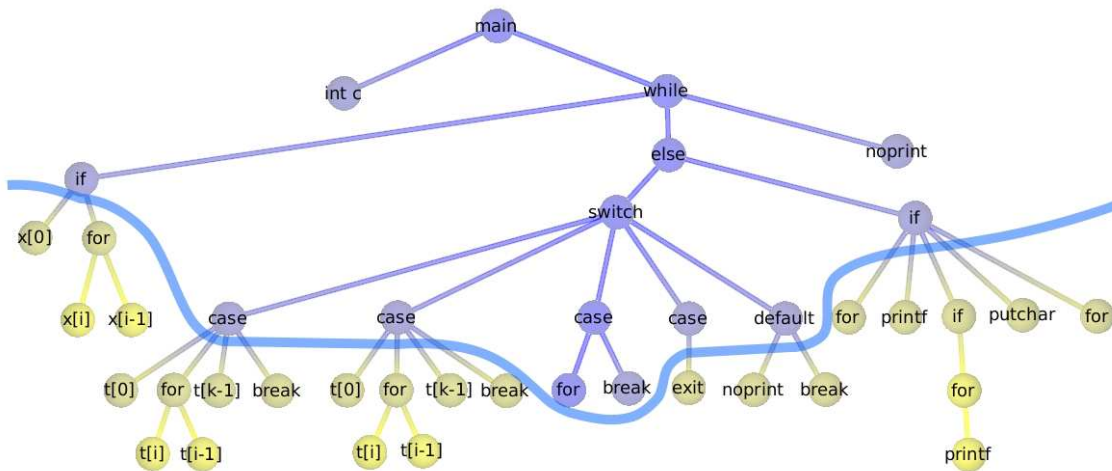 main
int c
while
else
noprint
if
switch
if
x[0]
for
x[i]
x[i-1]
case
case
case
case
default
for
printf
if
putchar
for
t[0]
for
t[k-1]
break
t[0]
for
t[k-1]
break
for
break
exit
noprint
break
for
t[i]
t[i-1]
t[i]
t[i-1]
printf